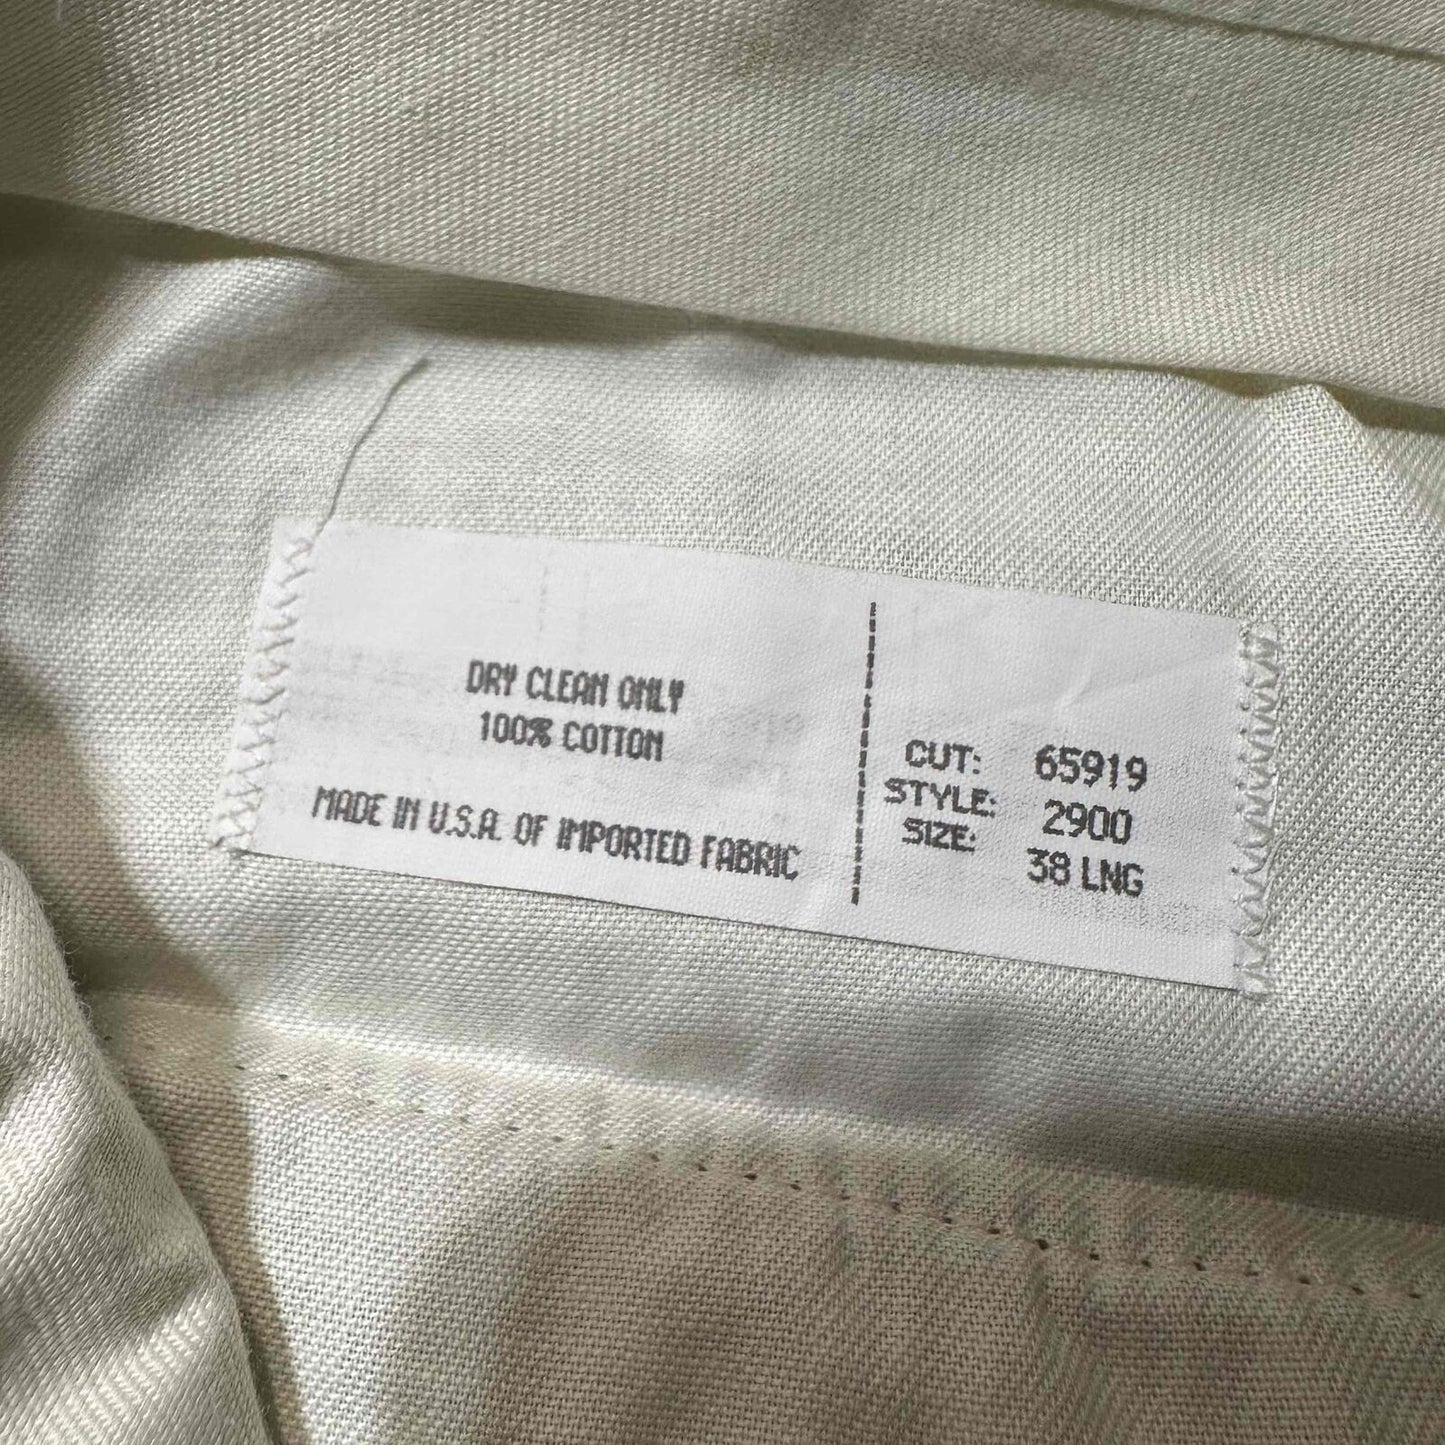 DRY CLEAN ONLY
100% COTTON
MADE IN U.S.A. OF IMPORTED FABRIC
CUT: 65919
STYLE: 2900
SIZE: 38 LNG